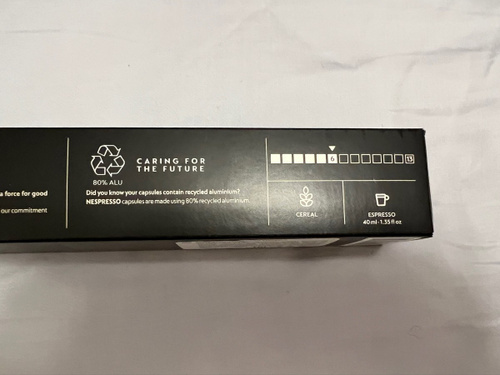 CARING FOR
THE FUTURE
80% ALU
Did you know your capsules contain recycled aluminium?
NESPRESSO capsules are made using 80% recycled aluminium.
a force for good
our commitment
6
13
CEREAL
ESPRESSO
40 ml - 1.35 fl oz